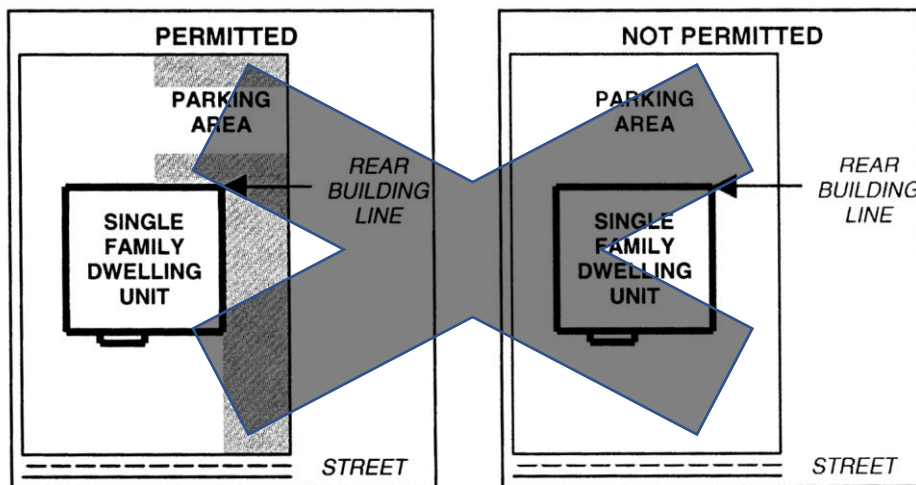 PERMITTED
PARKING
AREA
REAR
BUILDING
LINE
SINGLE
FAMILY
DWELLING
UNIT
STREET
NOT PERMITTED
PARKING
AREA
REAR
BUILDING
LINE
SINGLE
FAMILY
DWELLING
UNIT
STREET